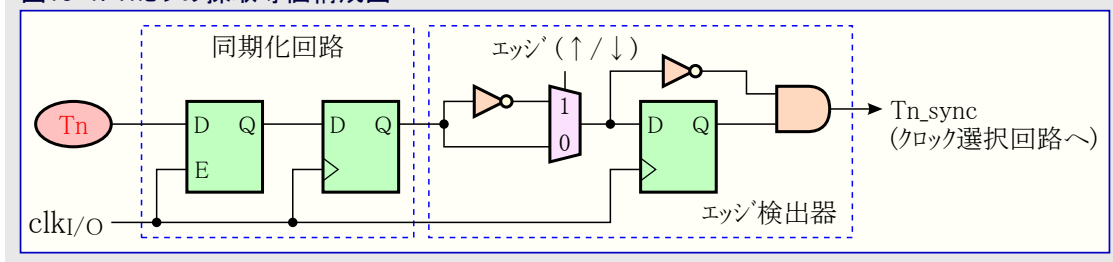 同期化回路
エッジ(↑/↓)
Tn
D Q
E
D Q
1
0
D Q
Tn_sync
(クロック選択回路へ)
clkI/O
エッジ検出器